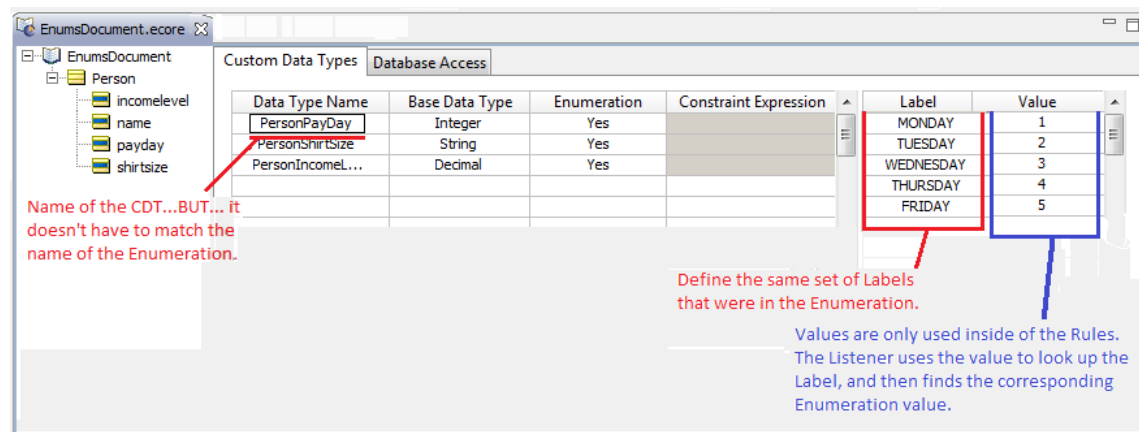 EnumsDocument.ecore
EnumsDocument
Person
incomelevel
name
payday
shirtsize
Custom Data Types Database Access
Data Type Name Base Data Type Enumeration Constraint Expression
PersonPayDay Integer Yes
PersonShirtSize String Yes
PersonIncomeL... Decimal Yes
Label Value
MONDAY 1
TUESDAY 2
WEDNESDAY 3
THURSDAY 4
FRIDAY 5
Name of the CDT...BUT... it
doesn't have to match the
name of the Enumeration.
Define the same set of Labels
that were in the Enumeration.
Values are only used inside of the Rules.
The Listener uses the value to look up the
Label, and then finds the corresponding
Enumeration value.